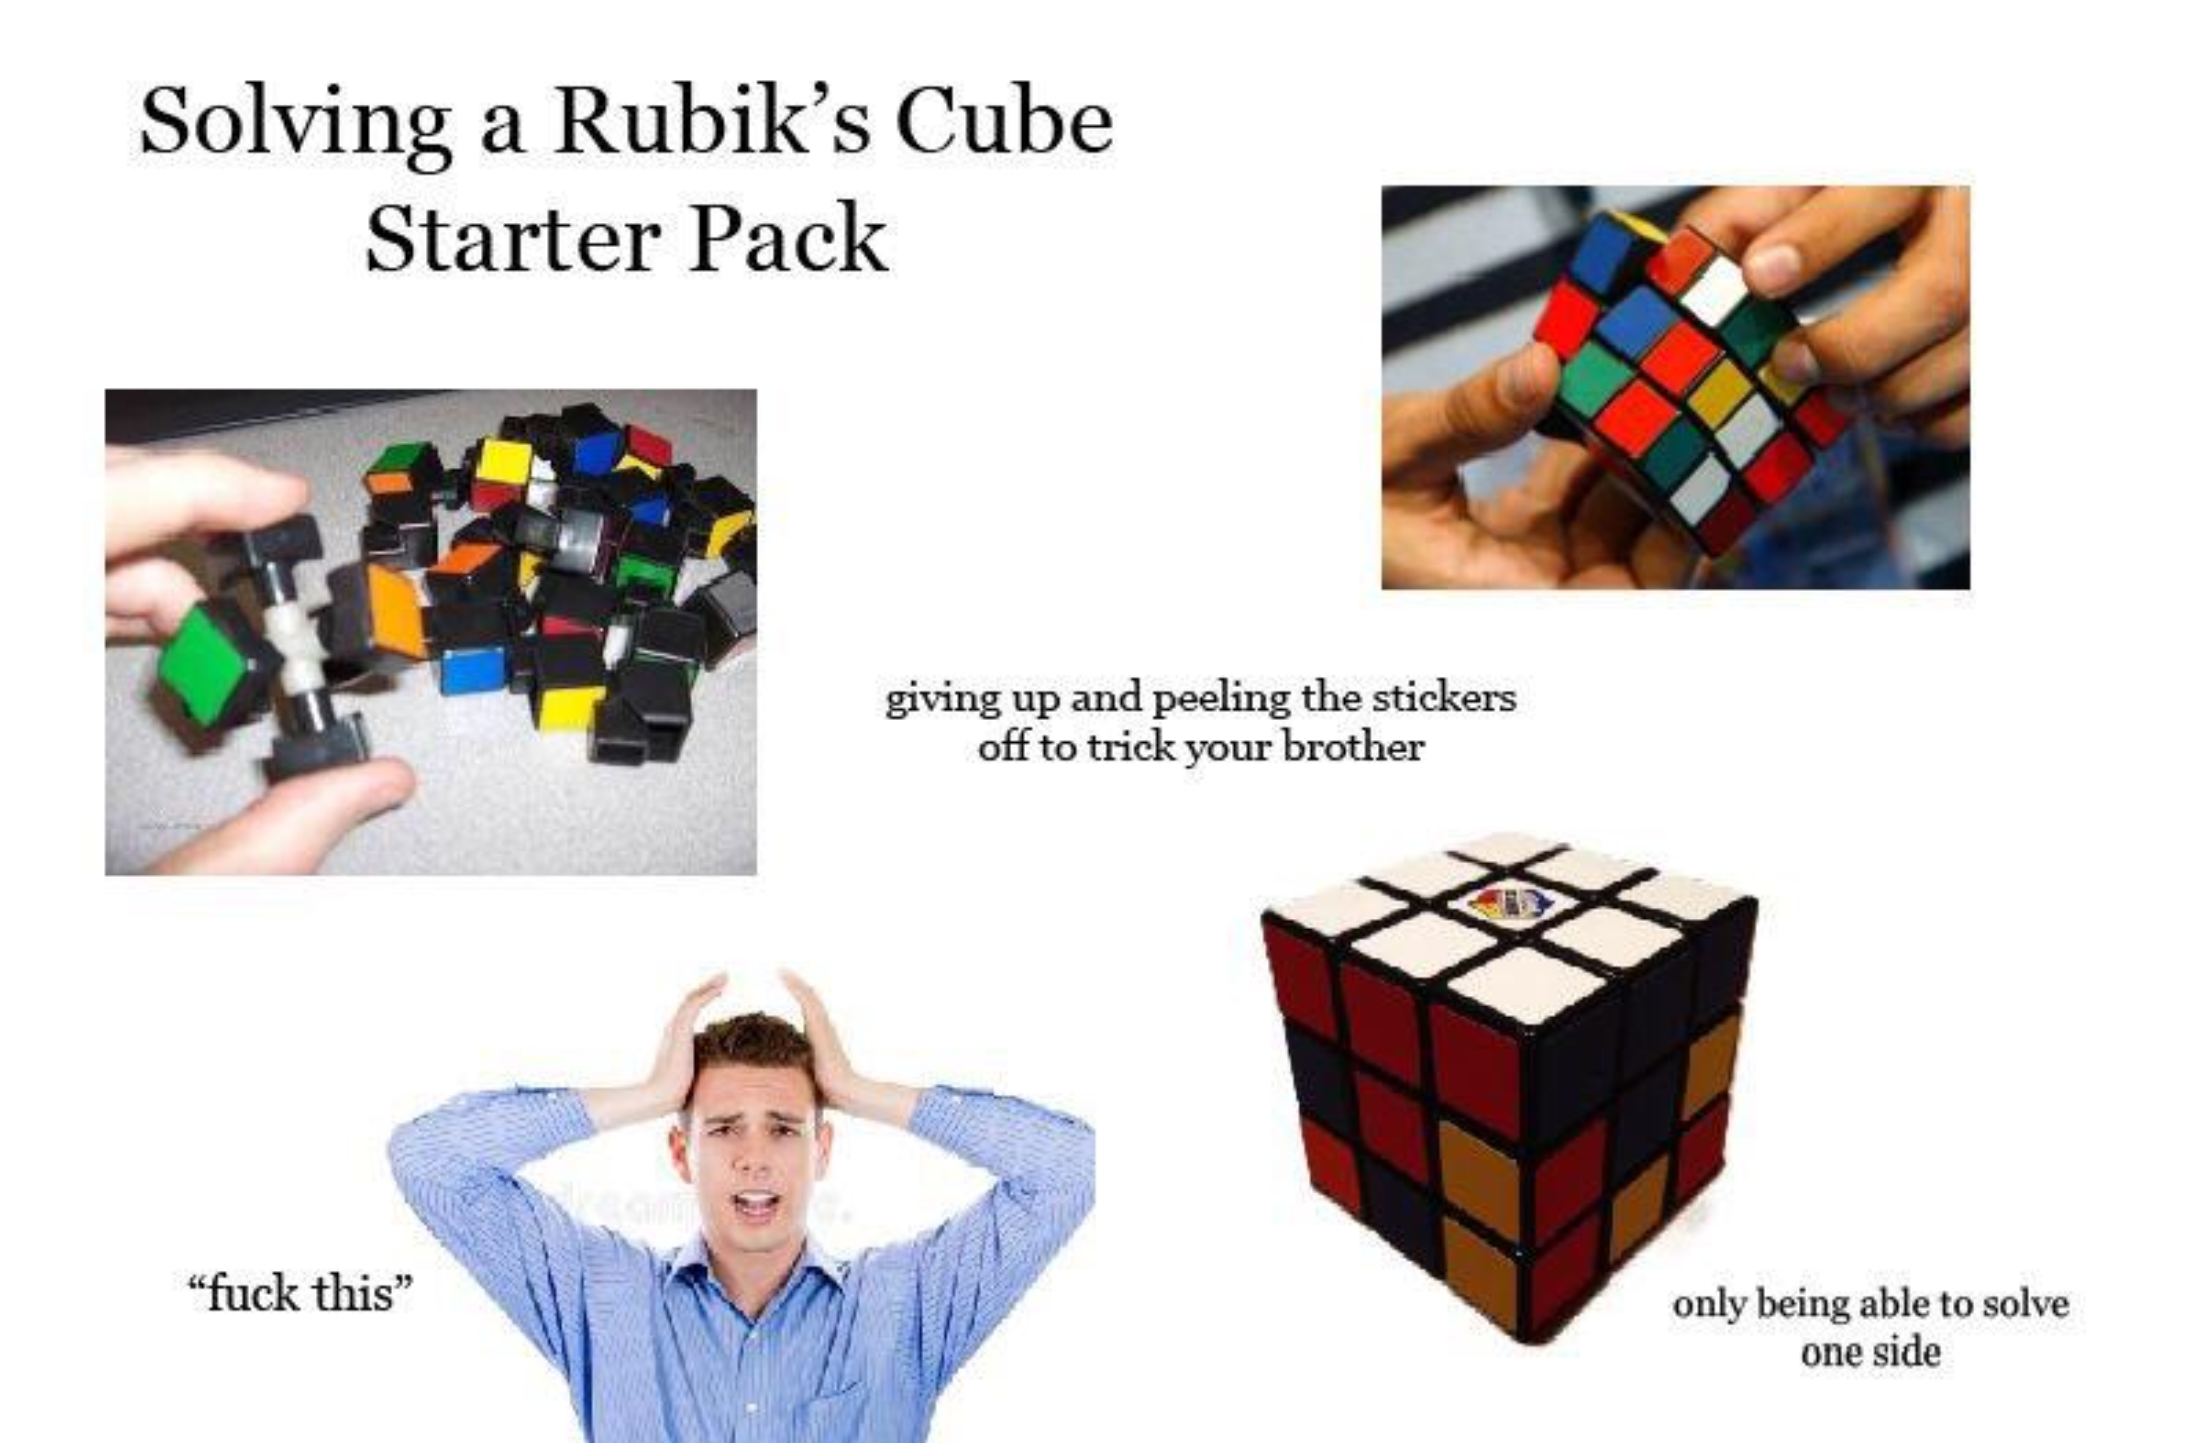 Solving a Rubik’s Cube
Starter Pack
giving up and peeling the stickers
off to trick your brother
“fuck this”
only being able to solve
one side